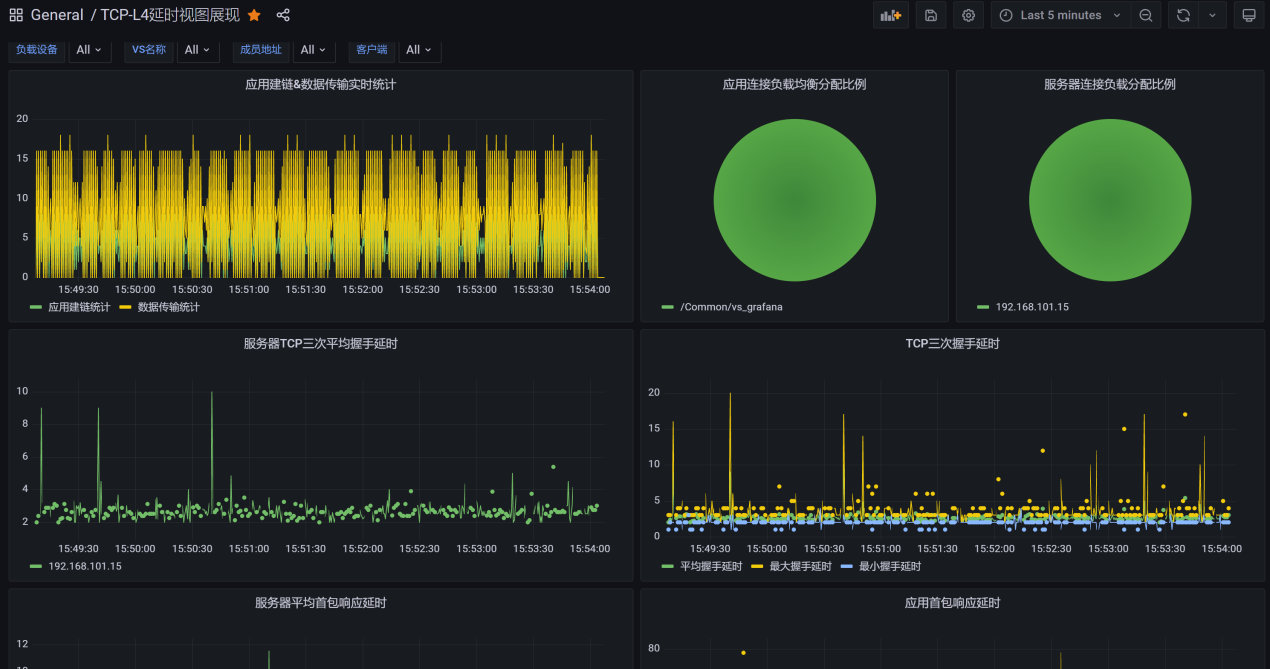 General / TCP-L4延时视图展现
Last 5 minutes
负载设备 All VS名称 All 成员地址 All 客户端 All
应用建链&数据传输实时统计
20
15
10
5
0
15:49:30 15:50:00 15:50:30 15:51:00 15:51:30 15:52:00 15:52:30 15:53:00 15:53:30 15:54:00
应用建链统计 数据传输统计
应用连接负载均衡分配比例
/Common/vs_grafana
服务器连接负载分配比例
192.168.101.15
服务器TCP三次平均握手延时
10
8
6
4
2
15:49:30 15:50:00 15:50:30 15:51:00 15:51:30 15:52:00 15:52:30 15:53:00 15:53:30 15:54:00
192.168.101.15
TCP三次握手延时
20
15
10
5
0
15:49:30 15:50:00 15:50:30 15:51:00 15:51:30 15:52:00 15:52:30 15:53:00 15:53:30 15:54:00
平均握手延时 最大握手延时 最小握手延时
服务器平均首包响应延时
12
10
应用首包响应延时
80